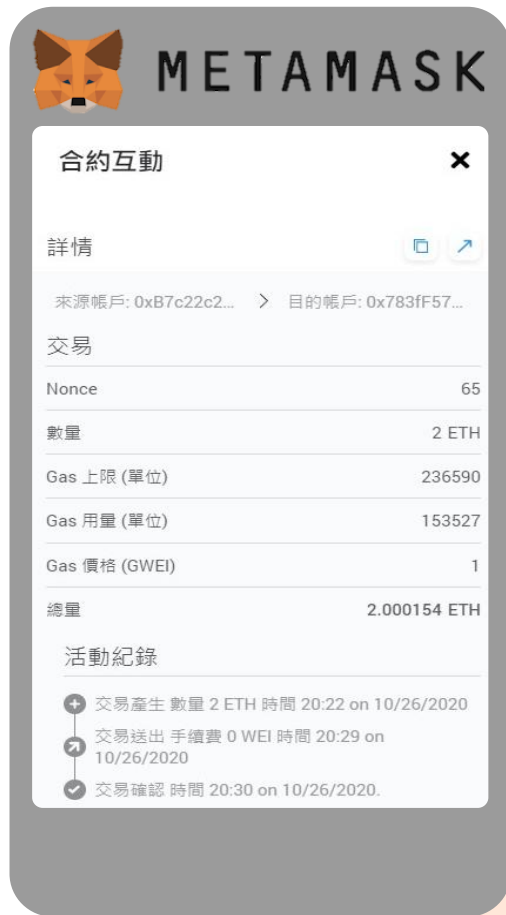 METAMASK
合約互動
詳情
來源帳戶: 0xB7c22c2... > 目的帳戶: 0x783fF57...
交易
Nonce 65
數量 2 ETH
Gas 上限 (單位) 236590
Gas 用量 (單位) 153527
Gas 價格 (GWEI) 1
總量 2.000154 ETH
活動紀錄
交易產生 數量 2 ETH 時間 20:22 on 10/26/2020
交易送出 手續費 0 WEI 時間 20:29 on
10/26/2020
交易確認 時間 20:30 on 10/26/2020.